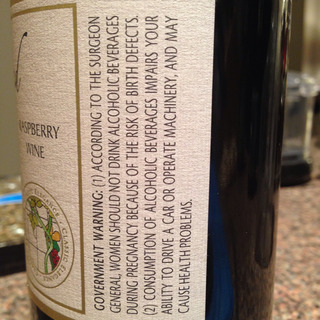 RASPBERRY
WINE
GOVERNMENT WARNING: (1) ACCORDING TO THE SURGEON
GENERAL, WOMEN SHOULD NOT DRINK ALCOHOLIC BEVERAGES
DURING PREGNANCY BECAUSE OF THE RISK OF BIRTH DEFECTS.
(2) CONSUMPTION OF ALCOHOLIC BEVERAGES IMPAIRS YOUR
ABILITY TO DRIVE A CAR OR OPERATE MACHINERY, AND MAY
CAUSE HEALTH PROBLEMS.